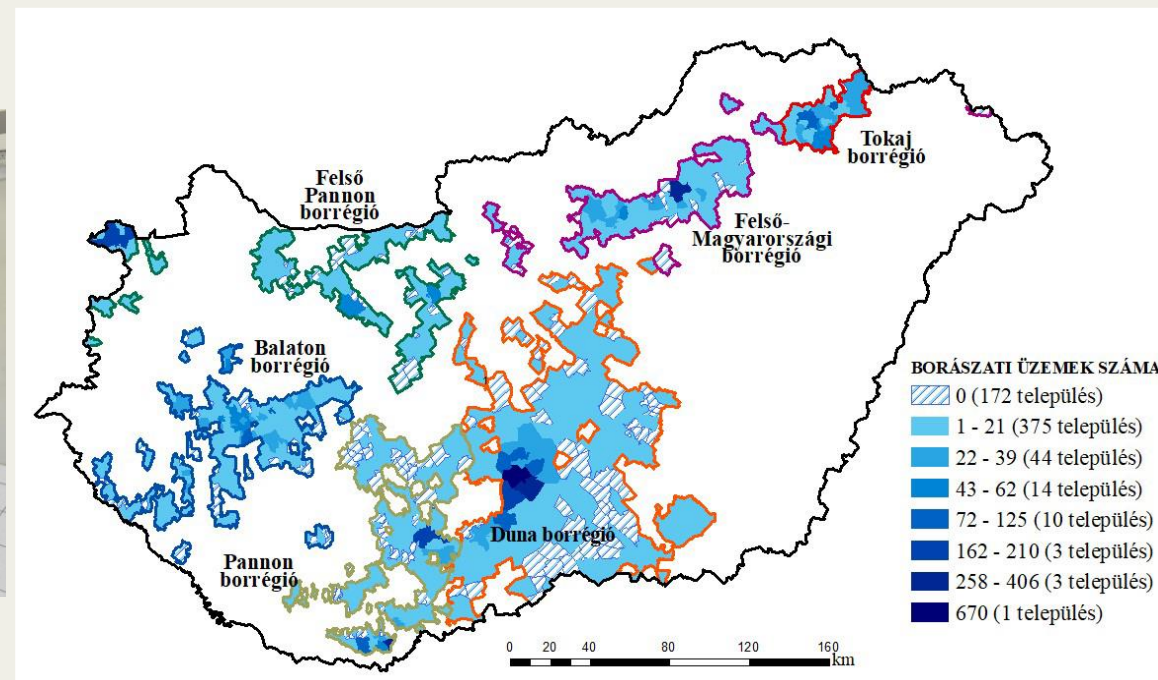 Felső
Pannon
borrégió
Tokaj
borrégió
Felső-
Magyarországi
borrégió
Balaton
borrégió
Duna borrégió
Pannon
borrégió
BORÁSZATI ÜZEMEK SZÁMA
0 (172 település)
1 - 21 (375 település)
22 - 39 (44 település)
43 - 62 (14 település)
72 - 125 (10 település)
162 - 210 (3 település)
258 - 406 (3 település)
670 (1 település)
0 20 40 80 120 160
km